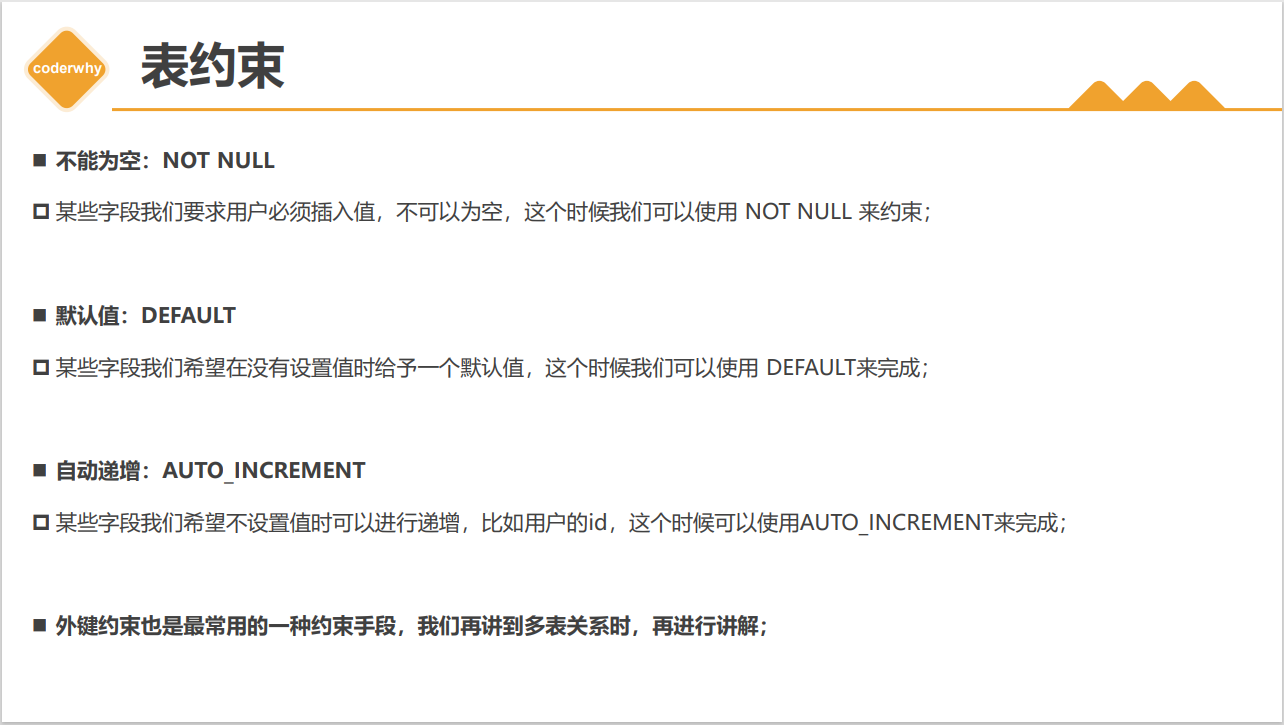 coderwhy
表约束
不能为空：NOT NULL
某些字段我们要求用户必须插入值，不可以为空，这个时候我们可以使用 NOT NULL 来约束；
默认值：DEFAULT
某些字段我们希望在没有设置值时给予一个默认值，这个时候我们可以使用 DEFAULT来完成；
自动递增：AUTO_INCREMENT
某些字段我们希望不设置值时可以进行递增，比如用户的id，这个时候可以使用AUTO_INCREMENT来完成；
外键约束也是最常用的一种约束手段，我们再讲到多表关系时，再进行讲解；